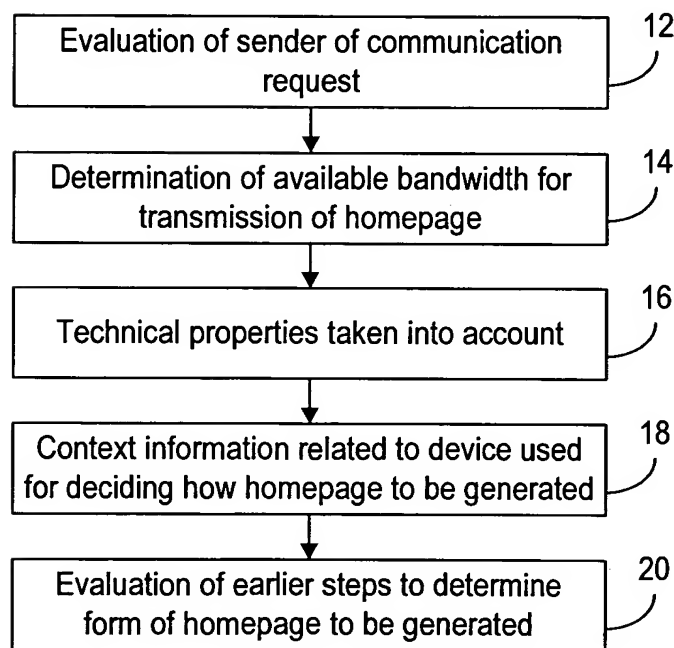 Evaluation of sender of communication
request
12
Determination of available bandwidth for
transmission of homepage
14
Technical properties taken into account
16
Context information related to device used
for deciding how homepage to be generated
18
Evaluation of earlier steps to determine
form of homepage to be generated
20